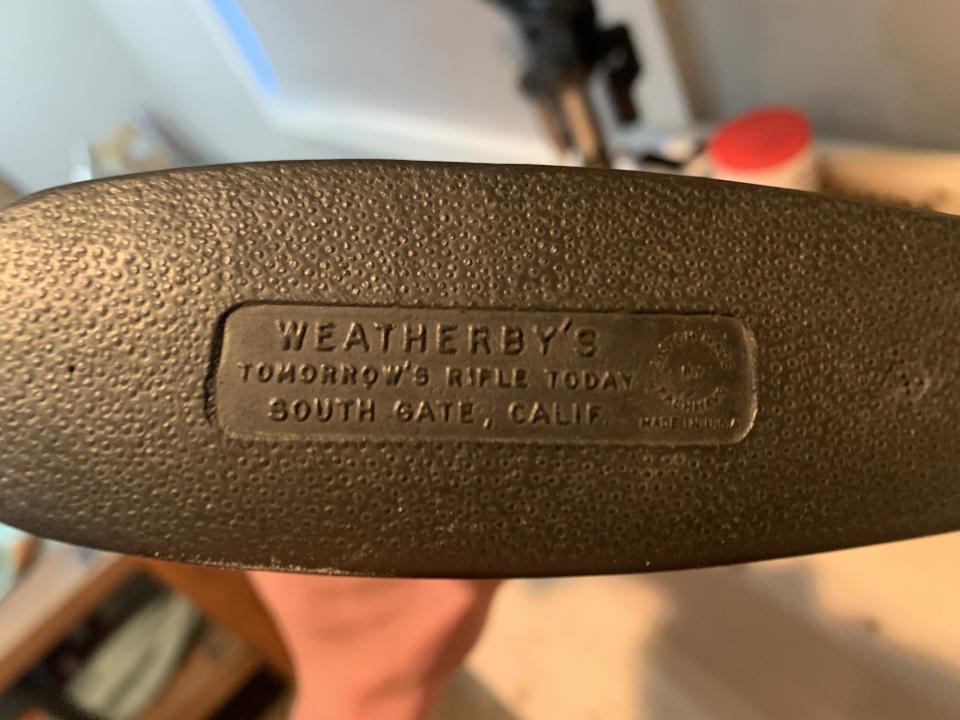 WEATHERBY'S
TOMORROW'S RIFLE TODAY
SOUTH GATE, CALIF.
MADE IN U.S.A.